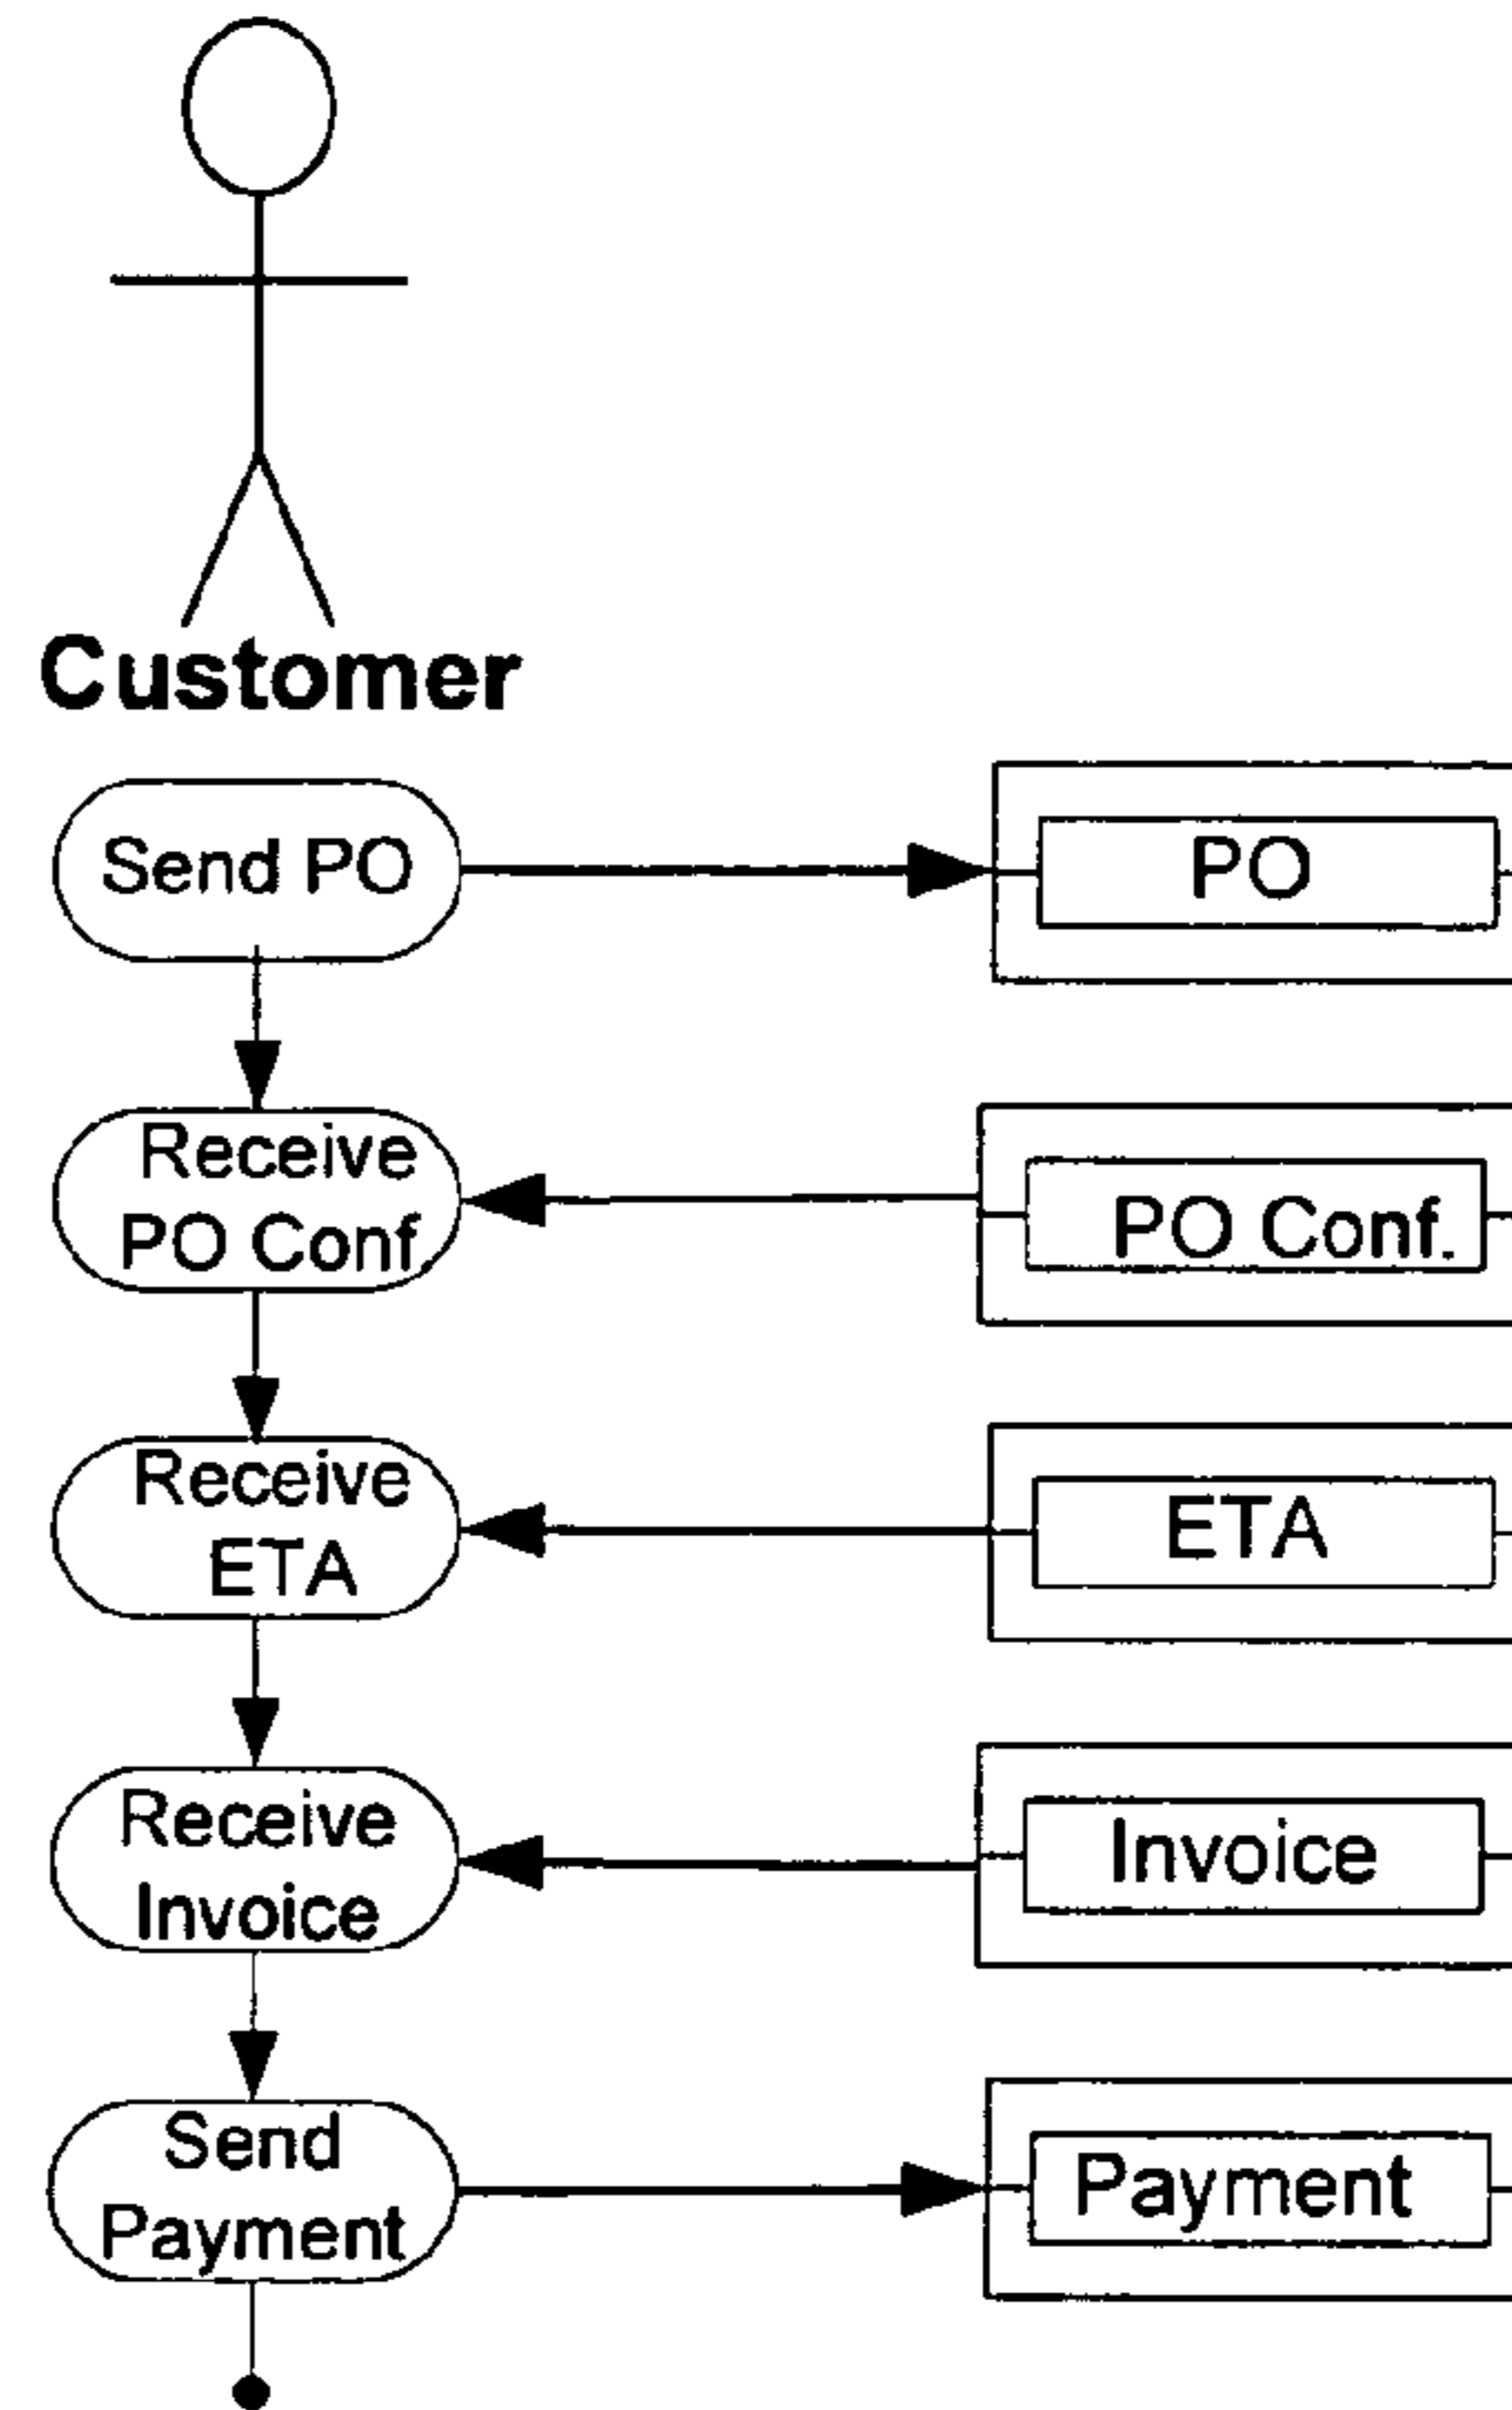 Customer
Send PO
PO
Receive
PO Conf
PO Conf.
Receive
ETA
ETA
Receive
Invoice
Invoice
Send
Payment
Payment